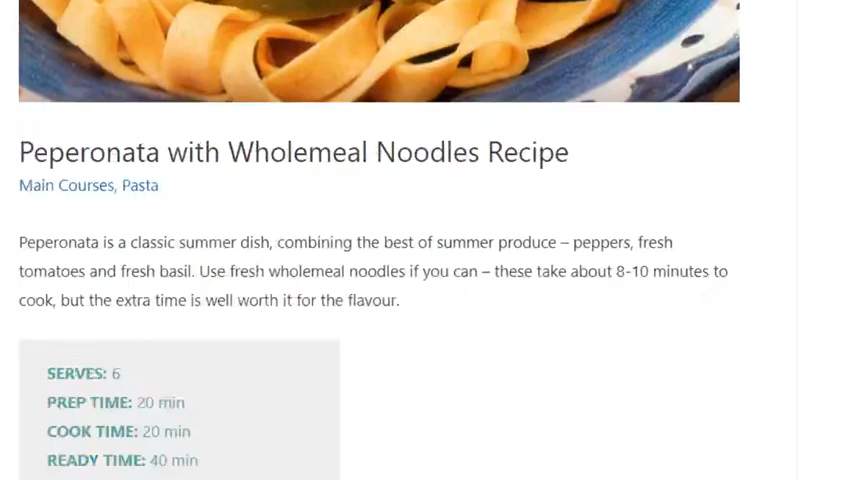 Peperonata with Wholemeal Noodles Recipe
Main Courses, Pasta
Peperonata is a classic summer dish, combining the best of summer produce – peppers, fresh
tomatoes and fresh basil. Use fresh wholemeal noodles if you can – these take about 8-10 minutes to
cook, but the extra time is well worth it for the flavour.
SERVES: 6
PREP TIME: 20 min
COOK TIME: 20 min
READY TIME: 40 min